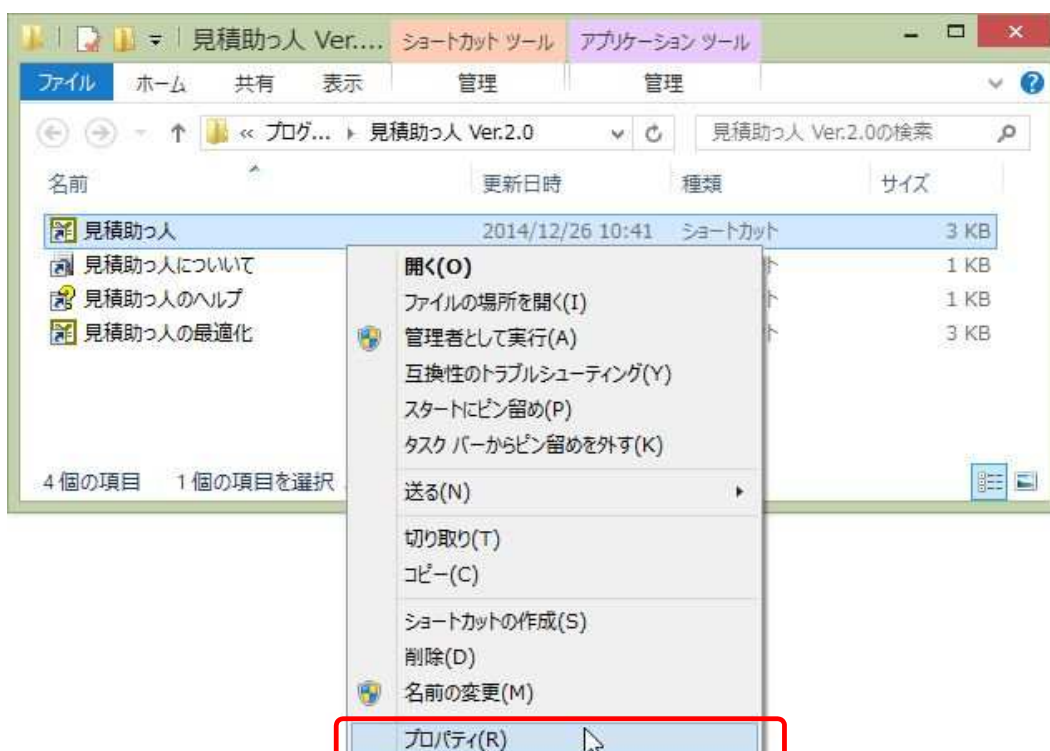 見積助っ人 Ver.... ショートカット ツール アプリケーション ツール
ファイル ホーム 共有 表示 管理 管理
« プログ... 見積助っ人 Ver.2.0 見積助っ人 Ver.2.0の検索
名前 更新日時 種類 サイズ
見積助っ人 2014/12/26 10:41 ショートカット 3 KB
見積助っ人についいて ト 1 KB
見積助っ人のヘルプ ト 1 KB
見積助っ人の最適化 ト 3 KB
開く(O)
ファイルの場所を開く(I)
管理者として実行(A)
互換性のトラブルシューティング(Y)
スタートにピン留め(P)
タスク バーからピン留めを外す(K)
4 個の項目 1 個の項目を選択
送る(N)
切り取り(T)
コピー(C)
ショートカットの作成(S)
削除(D)
名前の変更(M)
プロパティ(R)